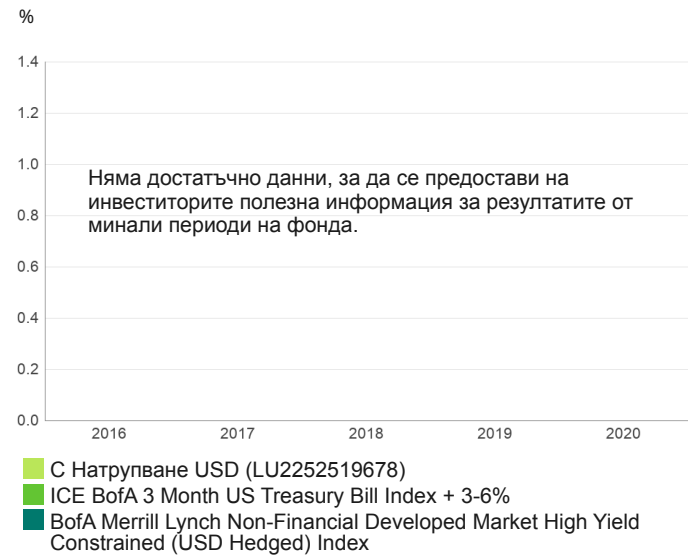 %
1.4
1.2
1.0
Няма достатъчно данни, за да се предостави на
инвеститорите полезна информация за резултатите от
минали периоди на фонда.
0.8
0.6
0.4
0.2
0.0
2016 2017 2018 2019 2020
C Натрупване USD (LU2252519678)
ICE BofA 3 Month US Treasury Bill Index + 3-6%
BofA Merrill Lynch Non-Financial Developed Market High Yield
Constrained (USD Hedged) Index